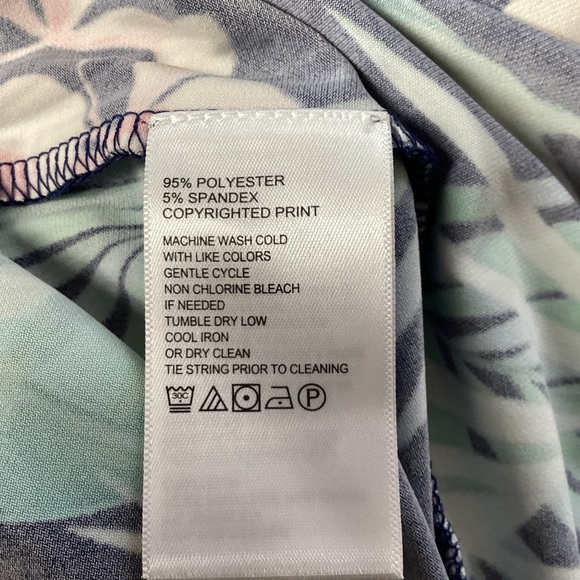 95% POLYESTER
5% SPANDEX
COPYRIGHTED PRINT
MACHINE WASH COLD
WITH LIKE COLORS
GENTLE CYCLE
NON CHLORINE BLEACH
IF NEEDED
TUMBLE DRY LOW
COOL IRON
OR DRY CLEAN
TIE STRING PRIOR TO CLEANING
30C P